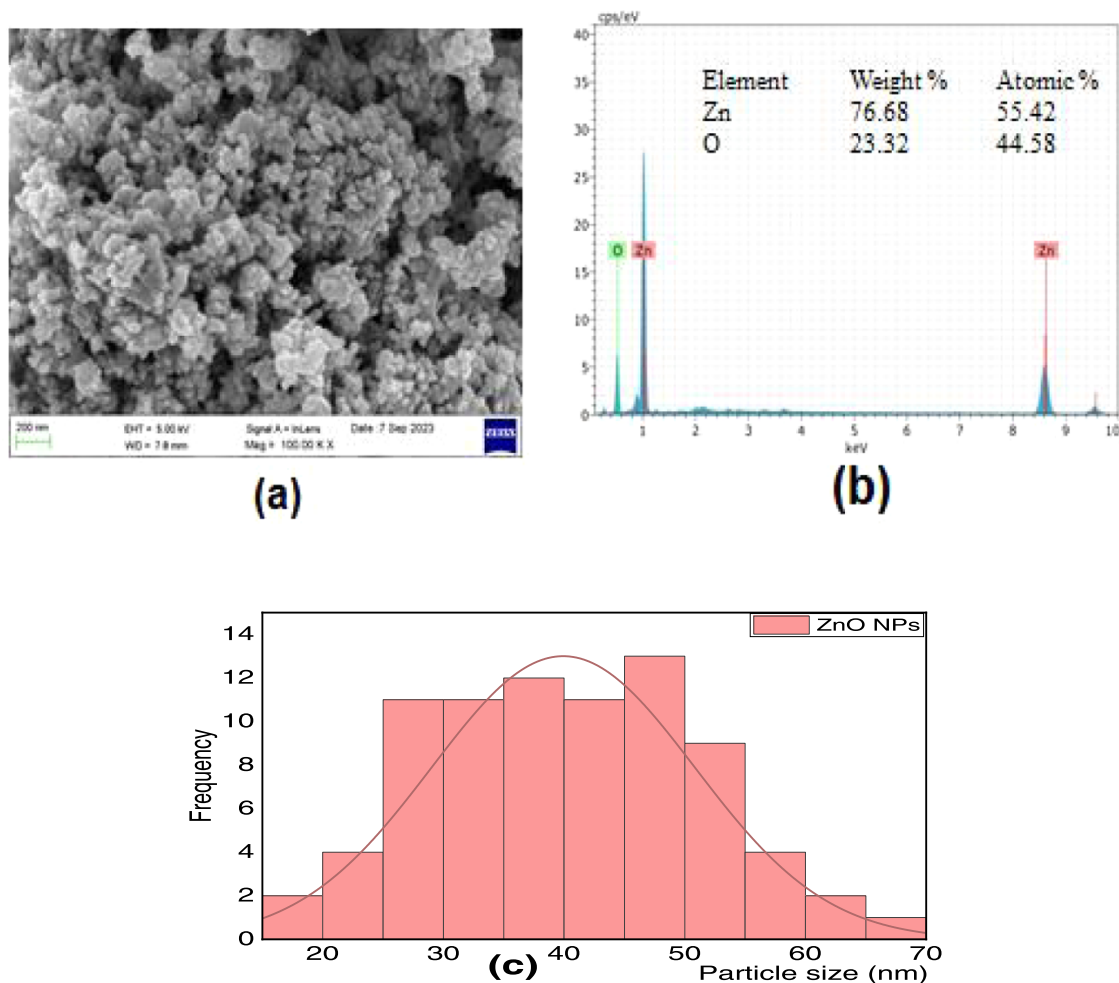 200 nm
EHT = 5.00 kV
Signal A = InLens
Date :7 Sep 2023
WD = 7.8 mm
Mag = 100.00 K X
ZEISS
(a)
cps/eV
40
35
30
25
20
15
10
5
0
Element Weight % Atomic %
Zn 76.68 55.42
O 23.32 44.58
O Zn Zn
1 2 3 4 5 6 7 8 9 10
keV
(b)
ZnO NPs
14
12
10
8
6
4
2
0
Frequency
20 30 40 50 60 70
Particle size (nm)
(c)